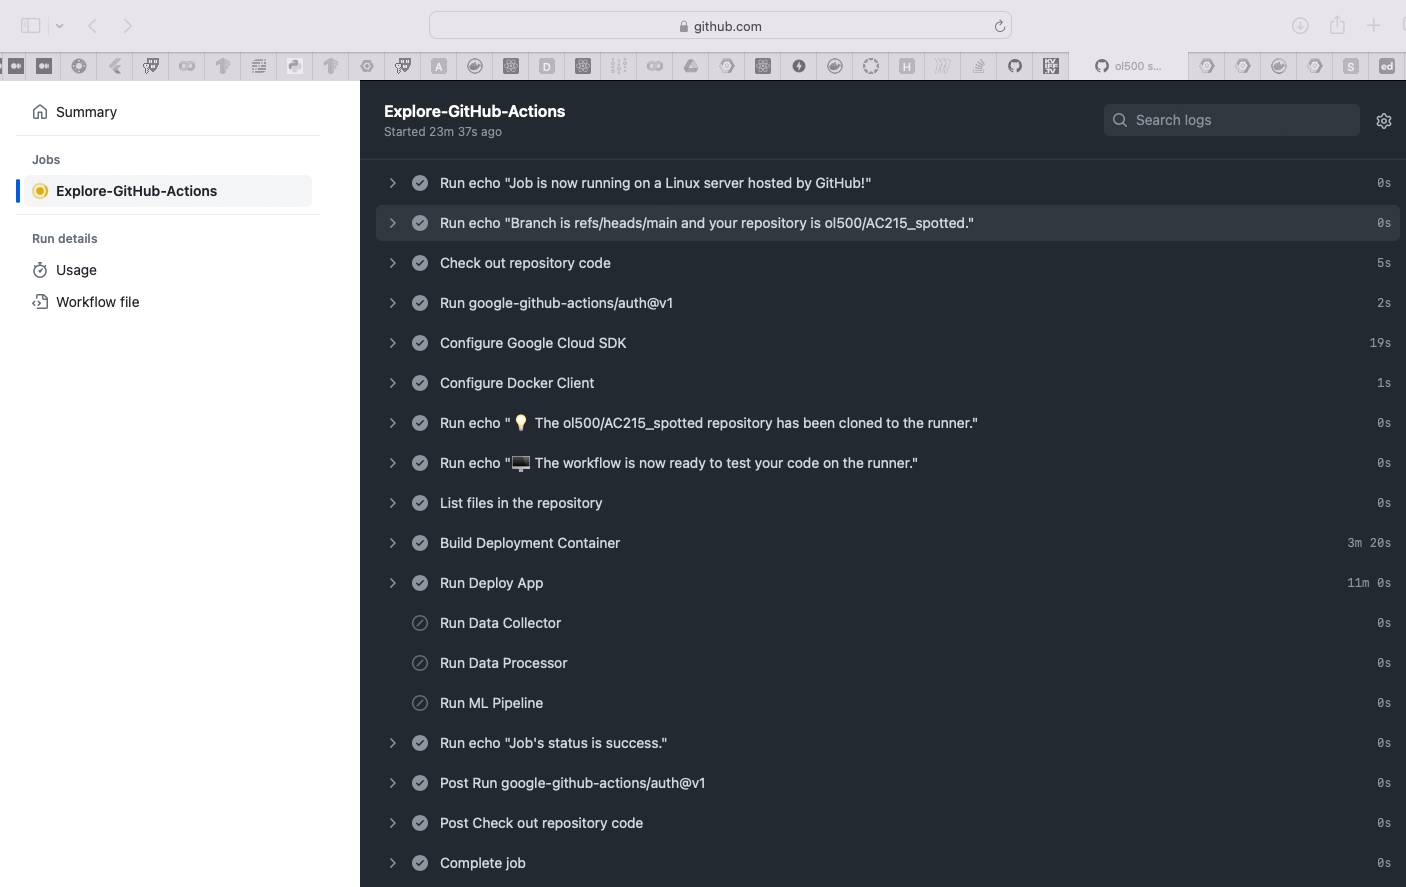 github.com
ol500 s...
Summary
Jobs
Explore-GitHub-Actions
Run details
Usage
Workflow file
Explore-GitHub-Actions
Started 23m 37s ago
Search logs
Run echo "Job is now running on a Linux server hosted by GitHub!" 0s
Run echo "Branch is refs/heads/main and your repository is ol500/AC215_spotted." 0s
Check out repository code 5s
Run google-github-actions/auth@v1 2s
Configure Google Cloud SDK 19s
Configure Docker Client 1s
Run echo "💡 The ol500/AC215_spotted repository has been cloned to the runner." 0s
Run echo "🖥️ The workflow is now ready to test your code on the runner." 0s
List files in the repository 0s
Build Deployment Container 3m 20s
Run Deploy App 11m 0s
Run Data Collector 0s
Run Data Processor 0s
Run ML Pipeline 0s
Run echo "Job's status is success." 0s
Post Run google-github-actions/auth@v1 0s
Post Check out repository code 0s
Complete job 0s